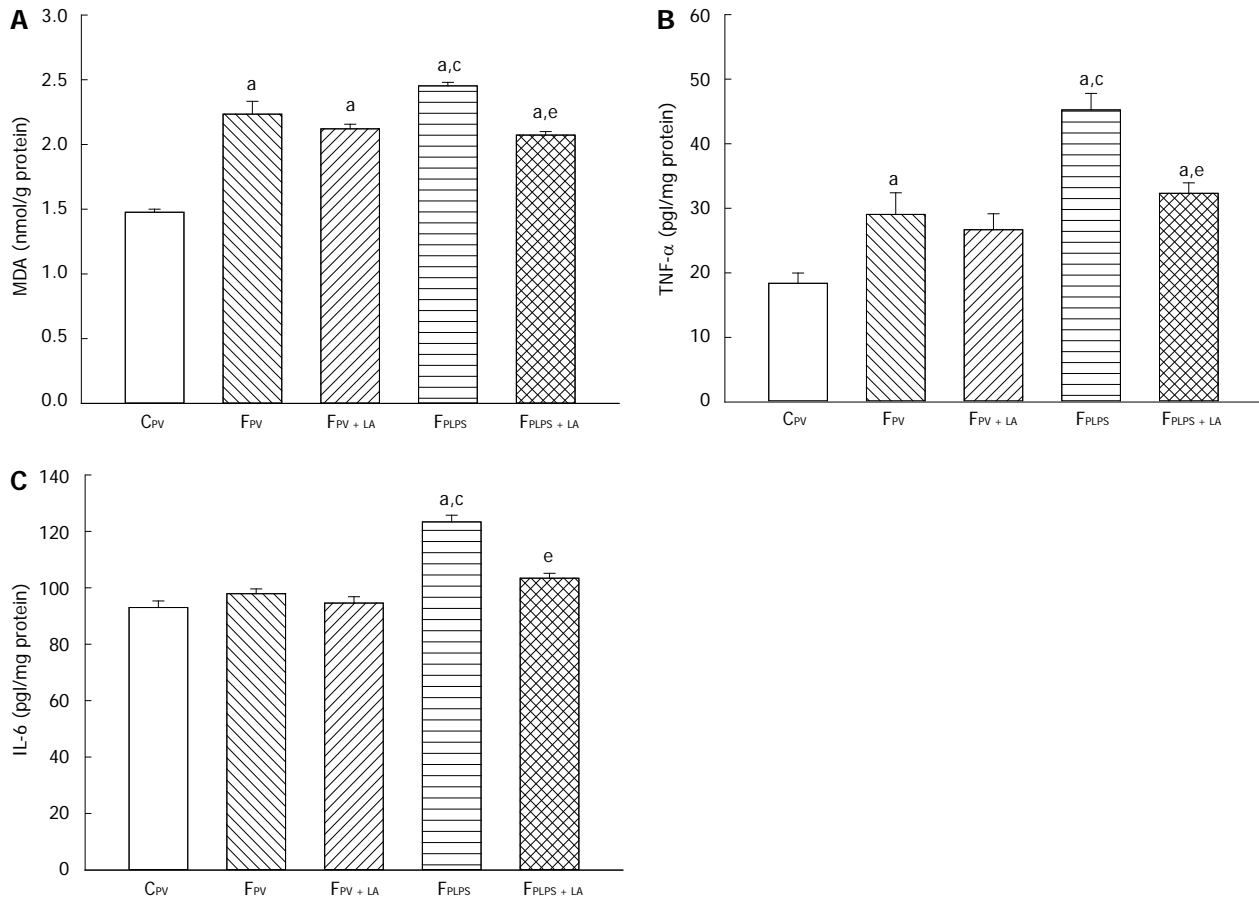 A
MDA (nmol/g protein)
3.0
2.5
2.0
1.5
1.0
0.5
0.0
a
a
a,c
a,e
CPV
FPV
FPV + LA
FPLPS
FPLPS + LA
B
TNF-α (pgl/mg protein)
60
50
40
30
20
10
0
a
a,c
a,e
CPV
FPV
FPV + LA
FPLPS
FPLPS + LA
C
IL-6 (pgl/mg protein)
140
120
100
80
60
40
20
0
a,c
e
CPV
FPV
FPV + LA
FPLPS
FPLPS + LA